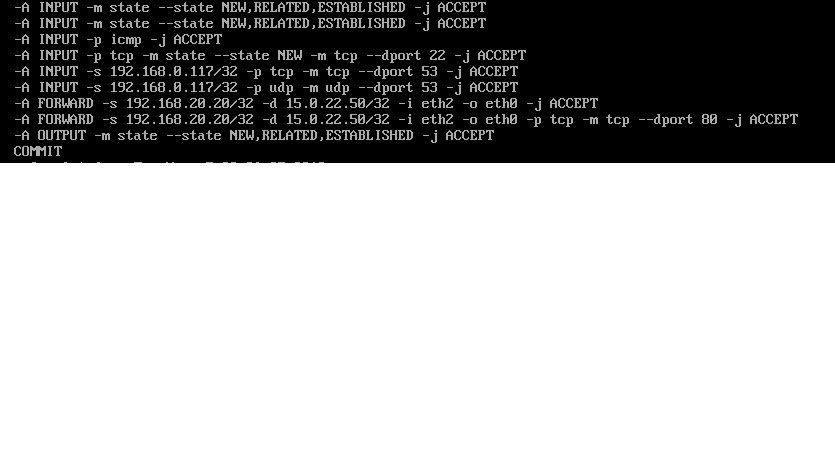 -A INPUT -m state --state NEW,RELATED,ESTABLISHED -j ACCEPT
-A INPUT -m state --state NEW,RELATED,ESTABLISHED -j ACCEPT
-A INPUT -p icmp -j ACCEPT
-A INPUT -p tcp -m state --state NEW -m tcp --dport 22 -j ACCEPT
-A INPUT -s 192.168.0.117/32 -p tcp -m tcp --dport 53 -j ACCEPT
-A INPUT -s 192.168.0.117/32 -p udp -m udp --dport 53 -j ACCEPT
-A FORWARD -s 192.168.20.20/32 -d 15.0.22.50/32 -i eth2 -o eth0 -j ACCEPT
-A FORWARD -s 192.168.20.20/32 -d 15.0.22.50/32 -i eth2 -o eth0 -p tcp -m tcp --dport 80 -j ACCEPT
-A OUTPUT -m state --state NEW,RELATED,ESTABLISHED -j ACCEPT
COMMIT